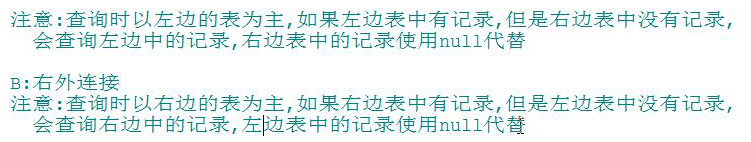 注意:查询时以左边的表为主,如果左边表中有记录,但是右边表中没有记录,
会查询左边中的记录,右边表中的记录使用null代替
B:右外连接
注意:查询时以右边的表为主,如果右边表中有记录,但是左边表中没有记录,
会查询右边中的记录,左边表中的记录使用null代替